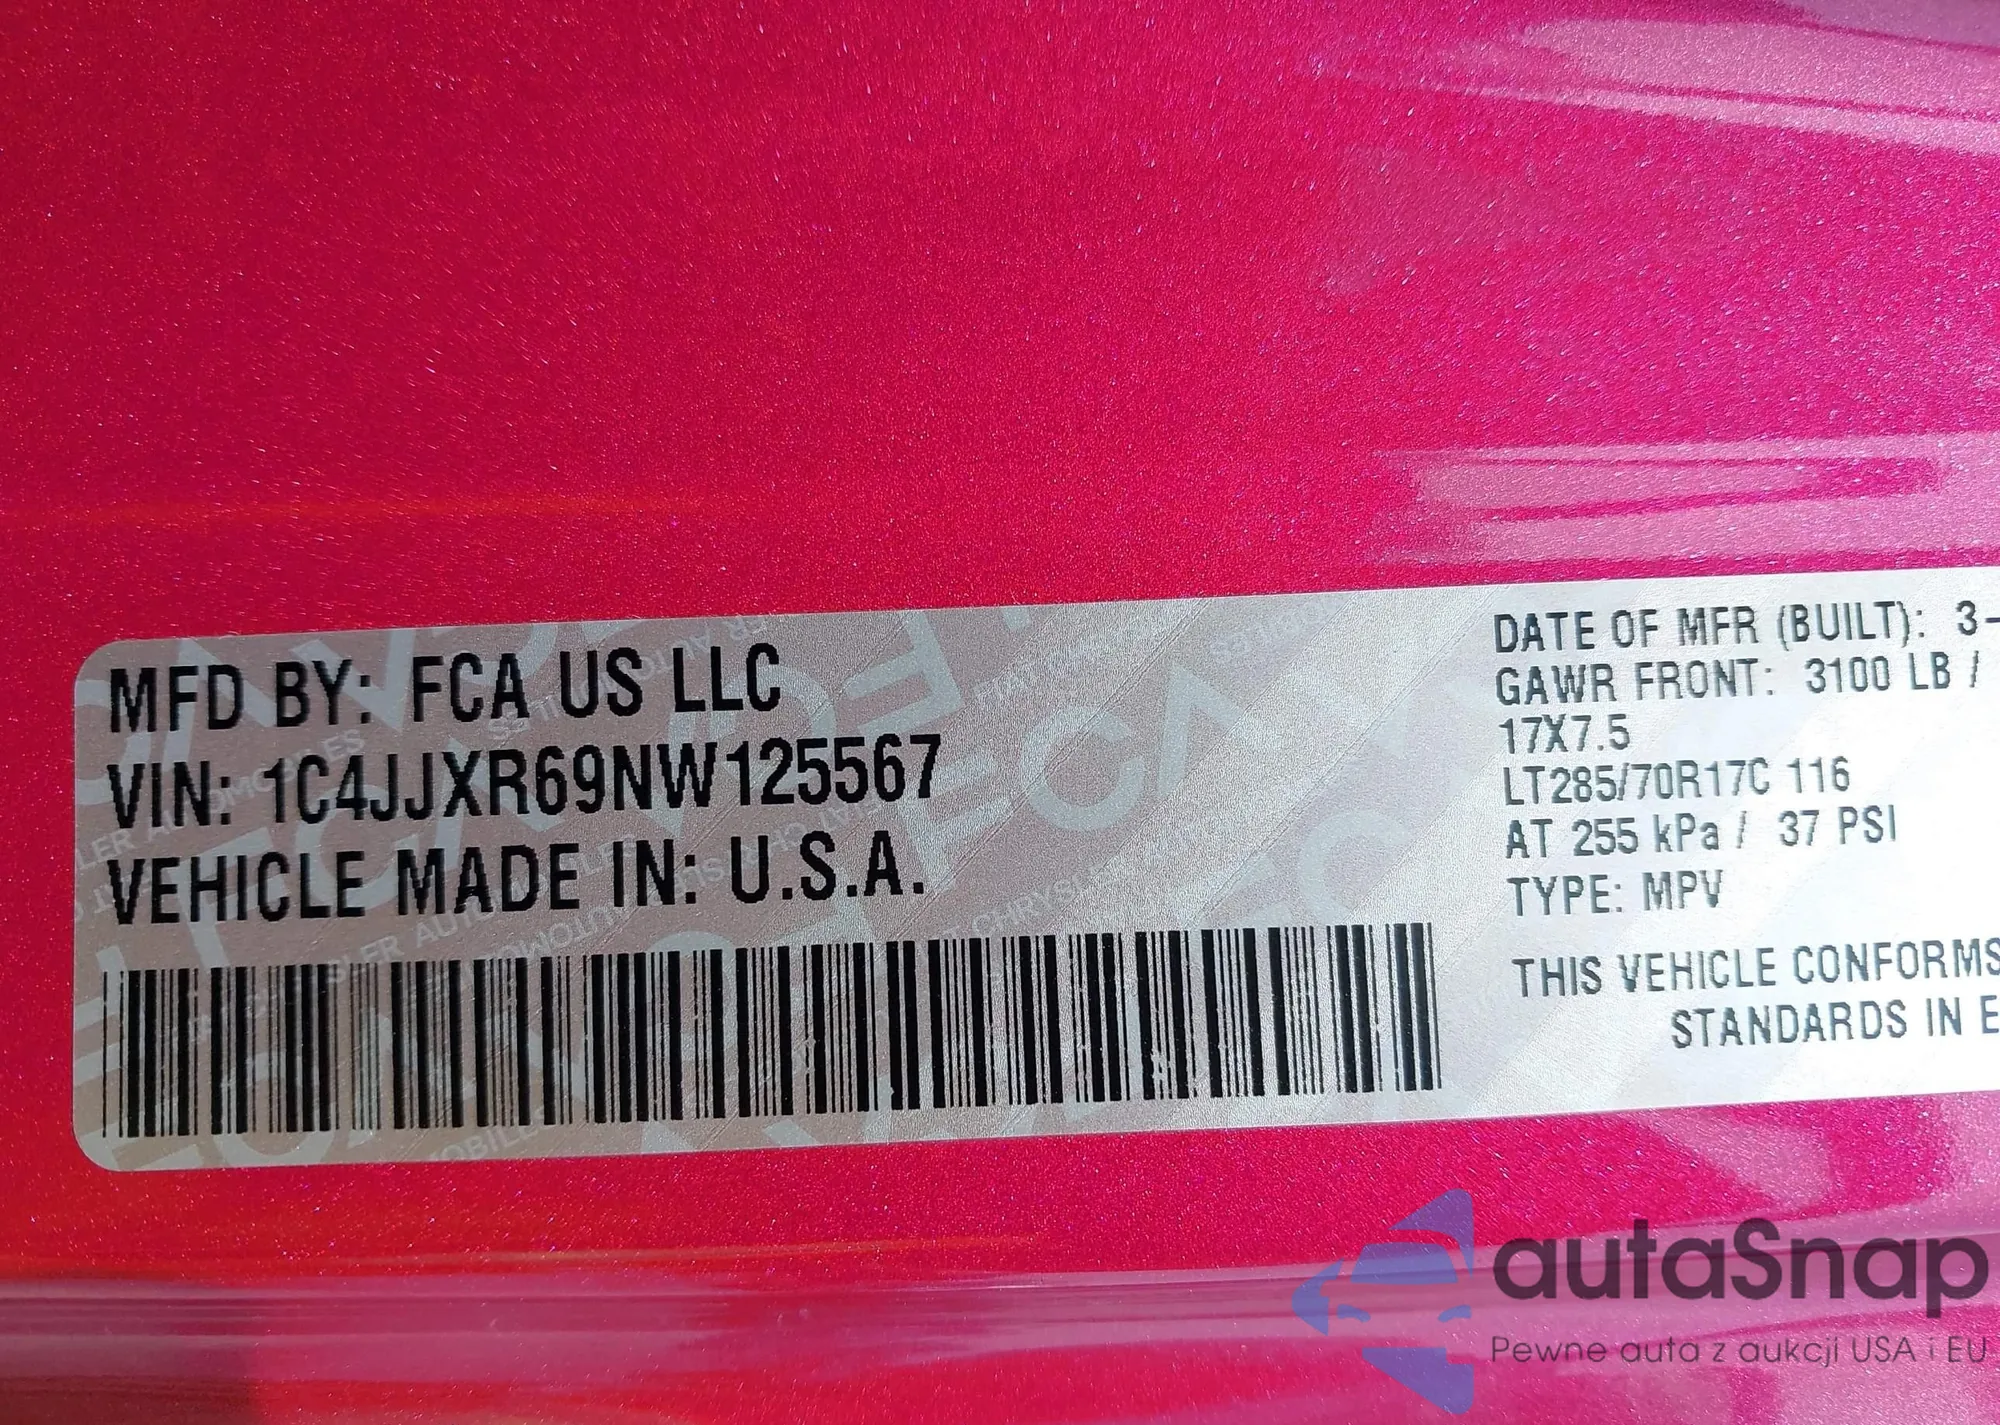 MFD BY: FCA US LLC
VIN: 1C4JJXR69NW125567
VEHICLE MADE IN: U.S.A.
DATE OF MFR (BUILT): 3-
GAWR FRONT: 3100 LB /
17X7.5
LT285/70R17C 116
AT 255 kPa / 37 PSI
TYPE: MPV
THIS VEHICLE CONFORMS
STANDARDS IN E
autaSnap
Pewne auta z aukcji USA i EU